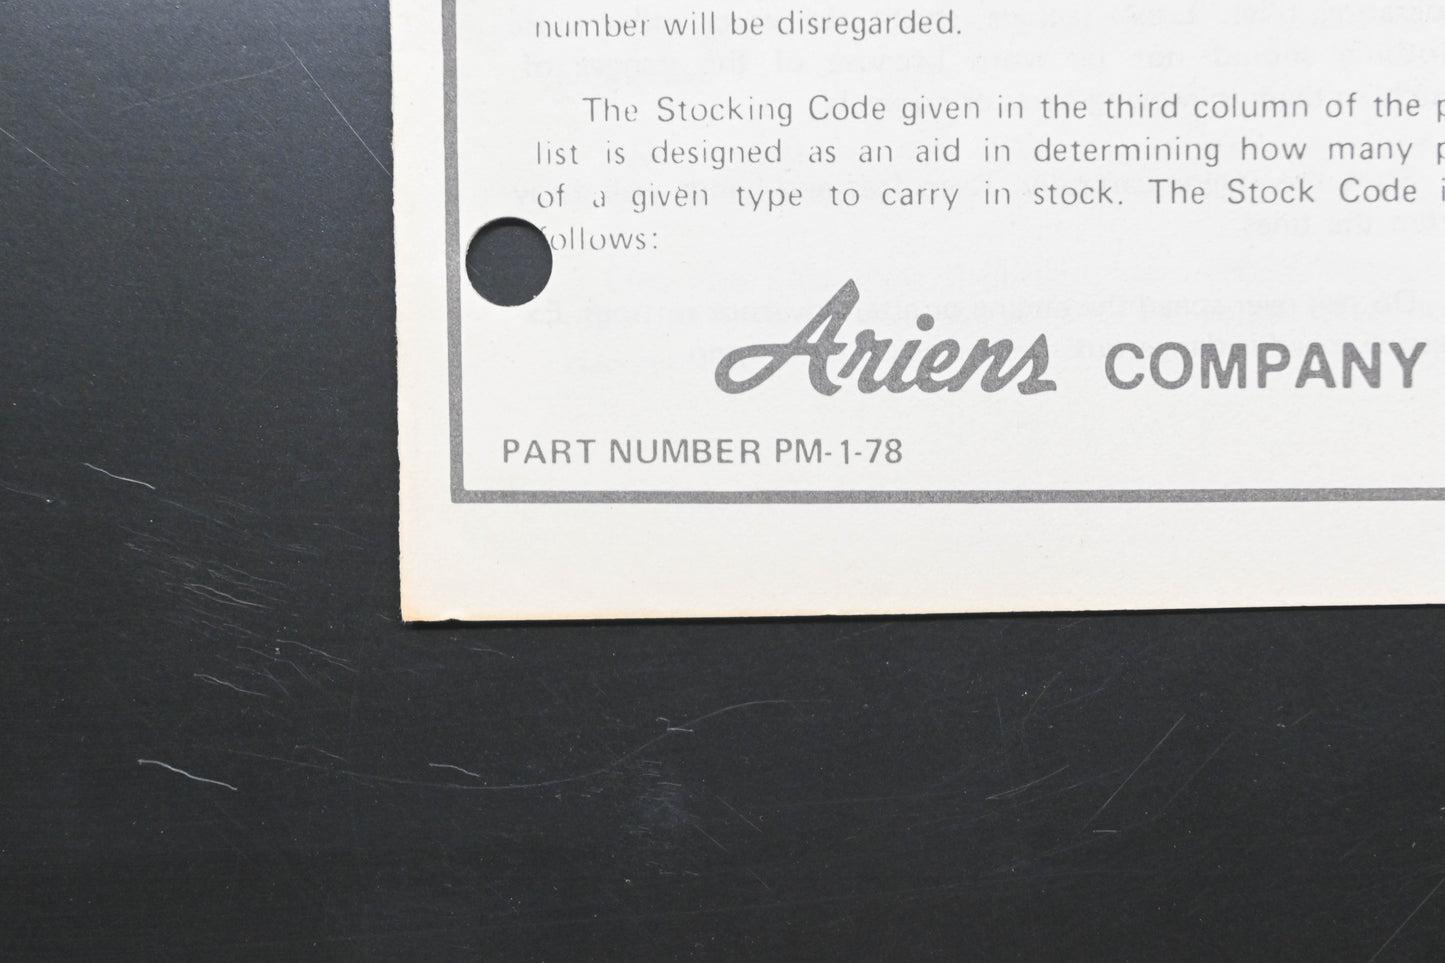 number will be disregarded.
The Stocking Code given in the third column of the
list is designed as an aid in determining how many
of a given type to carry in stock. The Stock Code
follows:
Ariens COMPANY
PART NUMBER PM-1-78